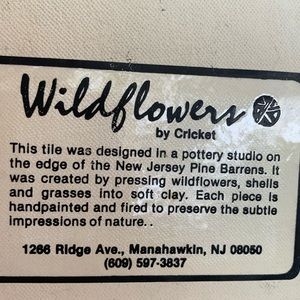 Wildflowers
by Cricket
This tile was designed in a pottery studio on
the edge of the New Jersey Pine Barrens. It
was created by pressing wildflowers, shells
and grasses into soft clay. Each piece is
handpainted and fired to preserve the subtle
impressions of nature. .
1266 Ridge Ave., Manahawkin, NJ 08050
(609) 597-3837